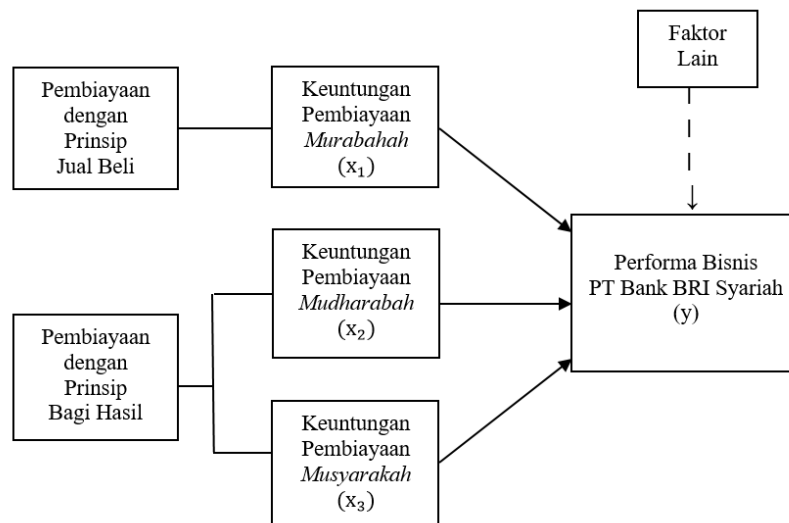 Faktor
Lain
Pembiayaan
dengan
Prinsip
Jual Beli
Keuntungan
Pembiayaan
Murabahah
(x₁)
Keuntungan
Pembiayaan
Mudharabah
(x₂)
Performa Bisnis
PT Bank BRI Syariah
(y)
Pembiayaan
dengan
Prinsip
Bagi Hasil
Keuntungan
Pembiayaan
Musyarakah
(x₃)